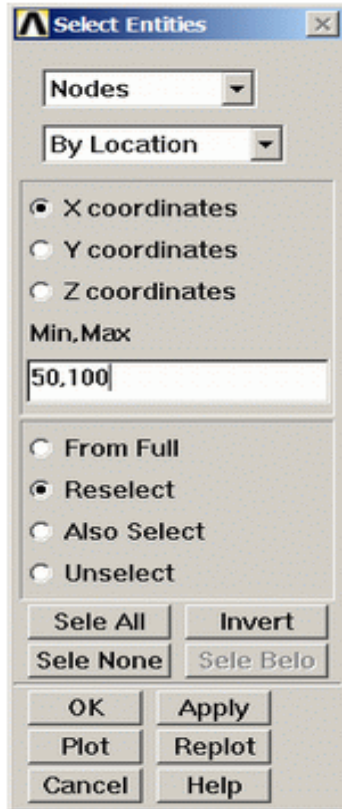 Select Entities
Nodes
By Location
X coordinates
Y coordinates
Z coordinates
Min,Max
50,100
From Full
Reselect
Also Select
Unselect
Sele All Invert
Sele None Sele Belo
OK Apply
Plot Replot
Cancel Help